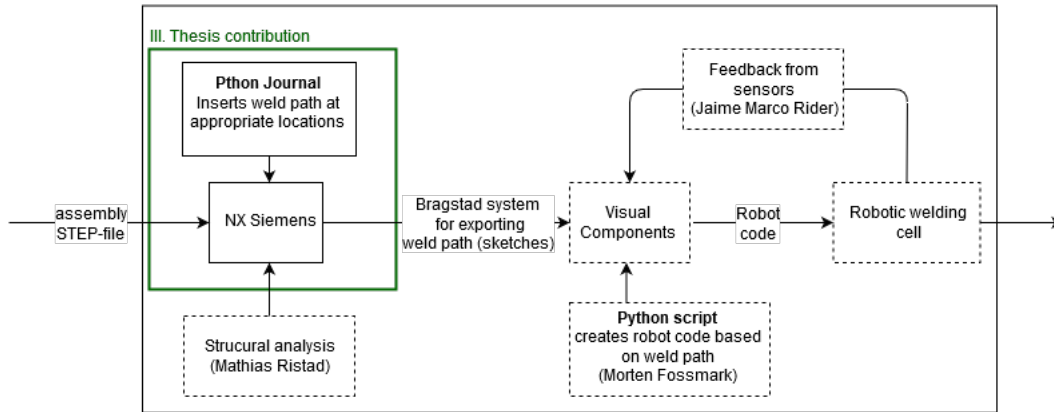 III. Thesis contribution
Pthon Journal
Inserts weld path at
appropriate locations
Feedback from
sensors
(Jaime Marco Rider)
assembly
STEP-file
NX Siemens
Bragstad system
for exporting
weld path (sketches)
Visual
Components
Robot
code
Robotic welding
cell
Strucural analysis
(Mathias Ristad)
Python script
creates robot code based
on weld path
(Morten Fossmark)